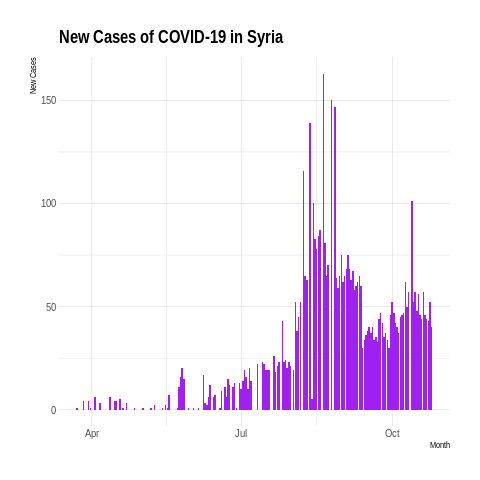 New Cases of COVID-19 in Syria
New Cases
150
100
50
0
Apr
Jul
Oct
Month